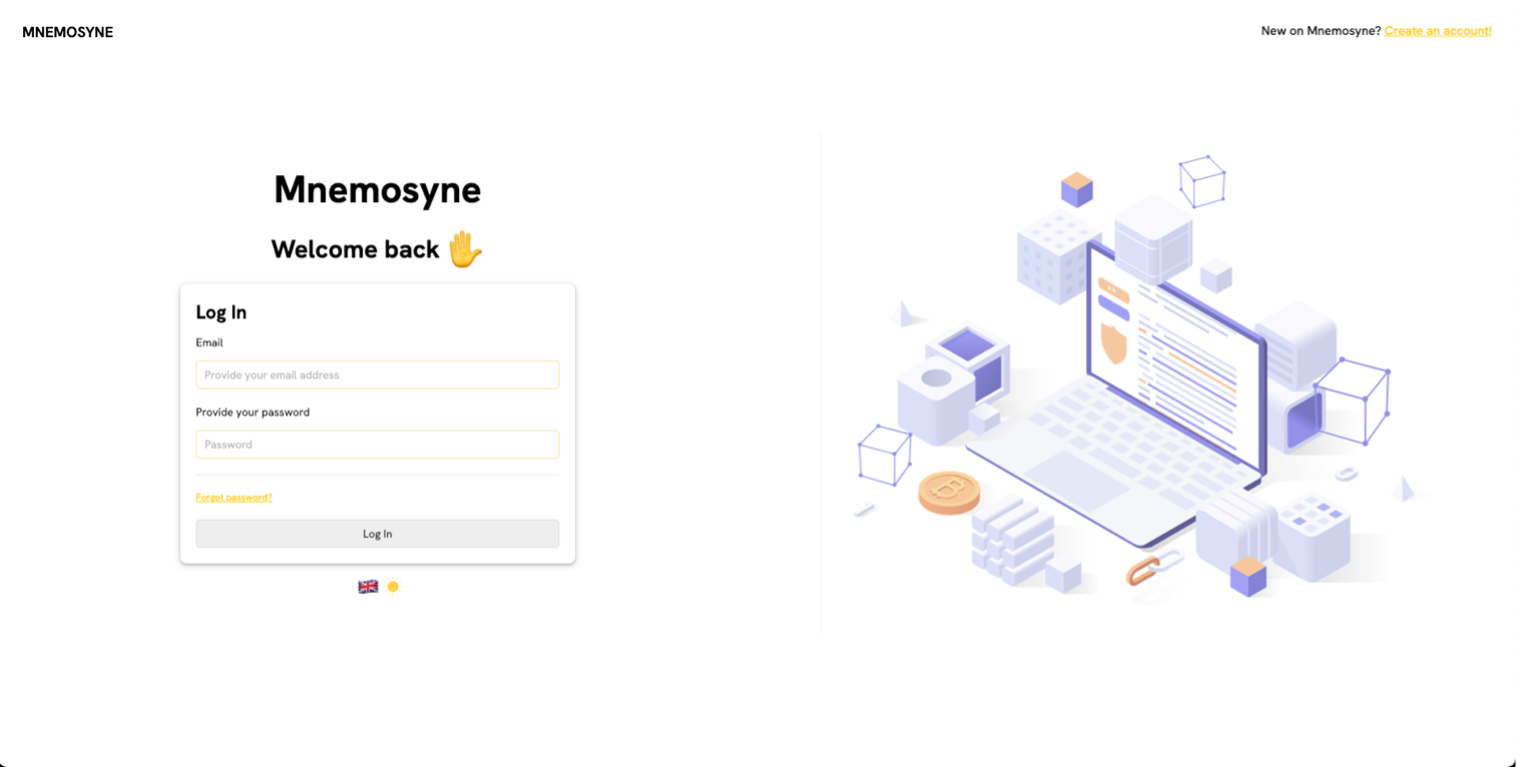 MNEMOSYNE
New on Mnemosyne? Create an account!
Mnemosyne
Welcome back
Log In
Email
Provide your email address
Provide your password
Password
Forgot password?
Log In